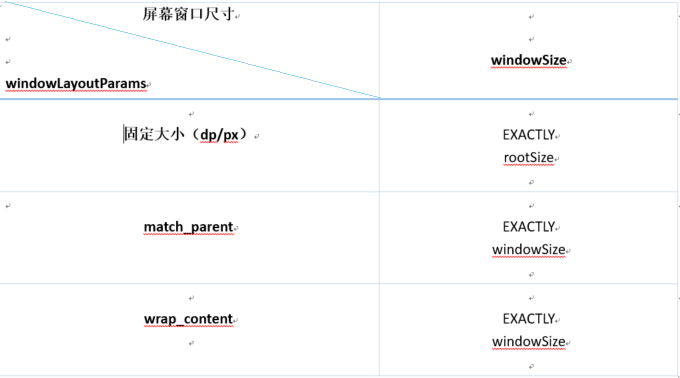 屏幕窗口尺寸
windowSize
windowLayoutParams
固定大小（dp/px）
EXACTLY
rootSize
match_parent
EXACTLY
windowSize
wrap_content
EXACTLY
windowSize